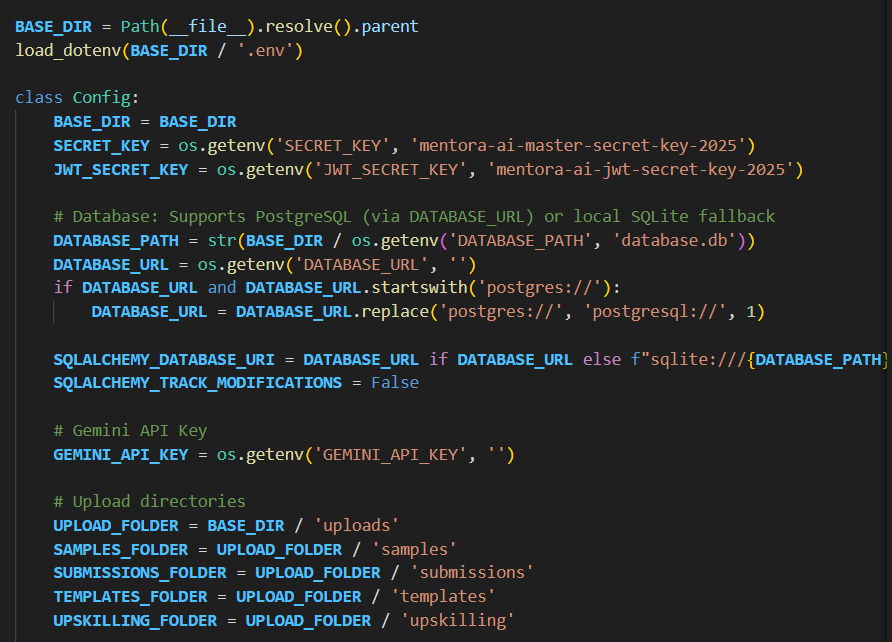 BASE_DIR = Path(__file__).resolve().parent
load_dotenv(BASE_DIR / '.env')
class Config:
    BASE_DIR = BASE_DIR
    SECRET_KEY = os.getenv('SECRET_KEY', 'mentora-ai-master-secret-key-2025')
    JWT_SECRET_KEY = os.getenv('JWT_SECRET_KEY', 'mentora-ai-jwt-secret-key-2025')
    # Database: Supports PostgreSQL (via DATABASE_URL) or local SQLite fallback
    DATABASE_PATH = str(BASE_DIR / os.getenv('DATABASE_PATH', 'database.db'))
    DATABASE_URL = os.getenv('DATABASE_URL', '')
    if DATABASE_URL and DATABASE_URL.startswith('postgres://'):
        DATABASE_URL = DATABASE_URL.replace('postgres://', 'postgresql://', 1)
    SQLALCHEMY_DATABASE_URI = DATABASE_URL if DATABASE_URL else f"sqlite:///{DATABASE_PATH}
    SQLALCHEMY_TRACK_MODIFICATIONS = False
    # Gemini API Key
    GEMINI_API_KEY = os.getenv('GEMINI_API_KEY', '')
    # Upload directories
    UPLOAD_FOLDER = BASE_DIR / 'uploads'
    SAMPLES_FOLDER = UPLOAD_FOLDER / 'samples'
    SUBMISSIONS_FOLDER = UPLOAD_FOLDER / 'submissions'
    TEMPLATES_FOLDER = UPLOAD_FOLDER / 'templates'
    UPSKILLING_FOLDER = UPLOAD_FOLDER / 'upskilling'